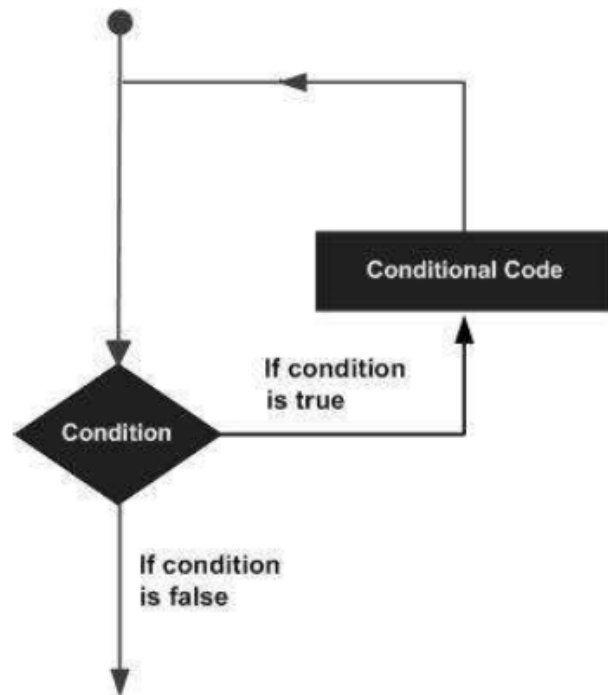 Conditional Code
If condition
is true
Condition
If condition
is false